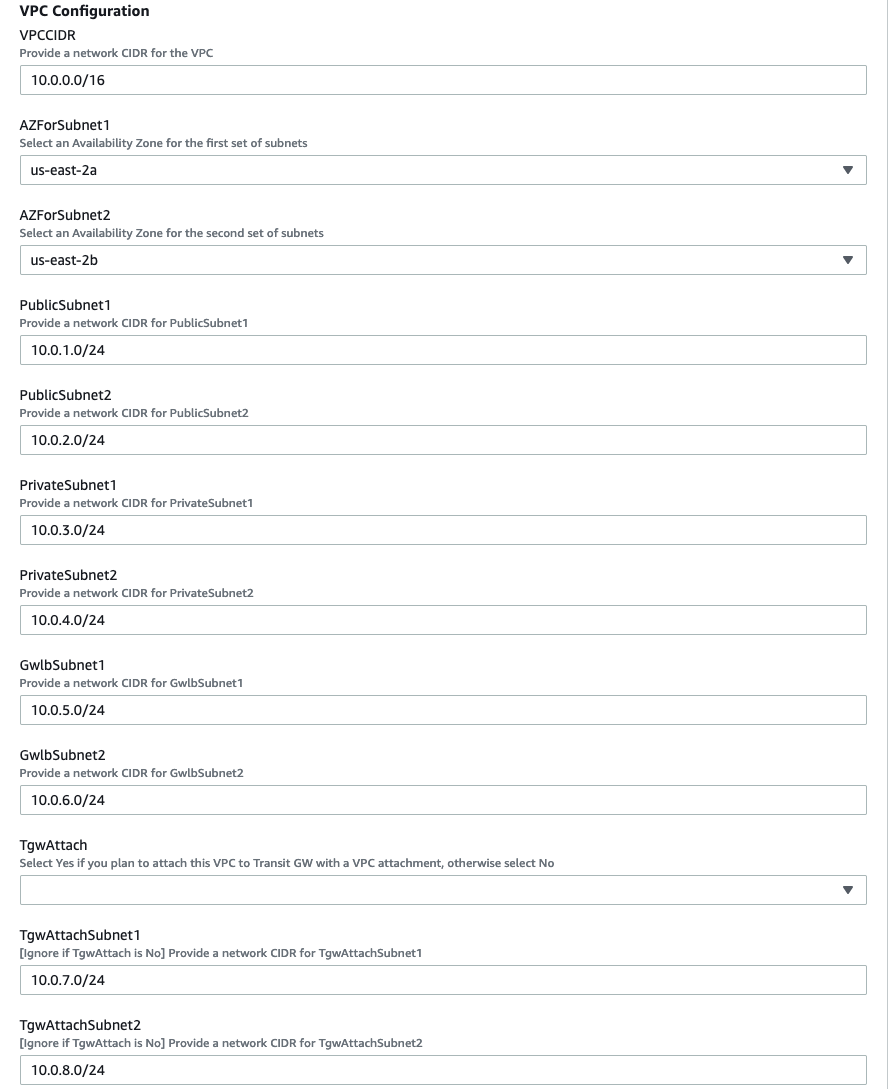 VPC Configuration
VPCCIDR
Provide a network CIDR for the VPC
10.0.0.0/16
AZForSubnet1
Select an Availability Zone for the first set of subnets
us-east-2a
AZForSubnet2
Select an Availability Zone for the second set of subnets
us-east-2b
PublicSubnet1
Provide a network CIDR for PublicSubnet1
10.0.1.0/24
PublicSubnet2
Provide a network CIDR for PublicSubnet2
10.0.2.0/24
PrivateSubnet1
Provide a network CIDR for PrivateSubnet1
10.0.3.0/24
PrivateSubnet2
Provide a network CIDR for PrivateSubnet2
10.0.4.0/24
GwlbSubnet1
Provide a network CIDR for GwlbSubnet1
10.0.5.0/24
GwlbSubnet2
Provide a network CIDR for GwlbSubnet2
10.0.6.0/24
TgwAttach
Select Yes if you plan to attach this VPC to Transit GW with a VPC attachment, otherwise select No
TgwAttachSubnet1
[Ignore if TgwAttach is No] Provide a network CIDR for TgwAttachSubnet1
10.0.7.0/24
TgwAttachSubnet2
[Ignore if TgwAttach is No] Provide a network CIDR for TgwAttachSubnet2
10.0.8.0/24